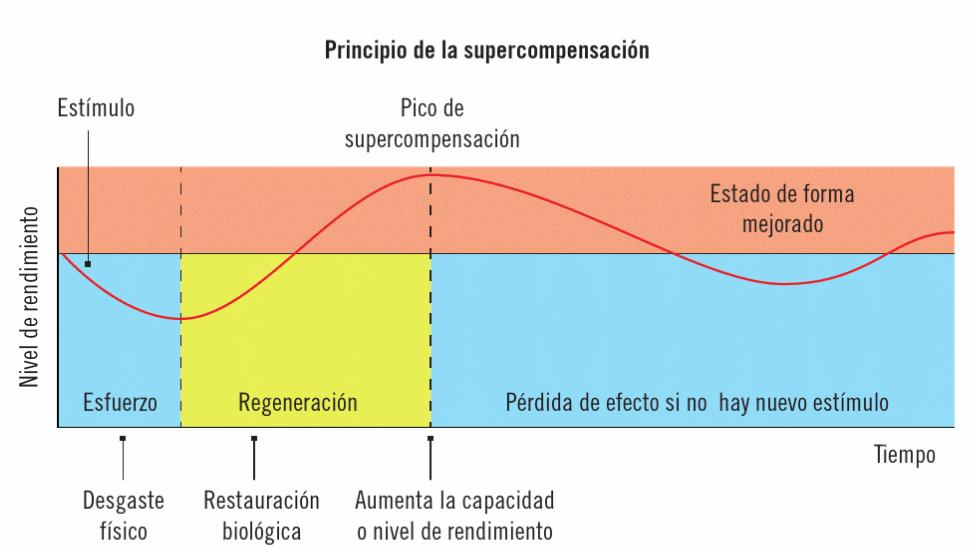 Principio de la supercompensación
Estímulo
Pico de
supercompensación
Estado de forma
mejorado
Nivel de rendimiento
Esfuerzo
Regeneración
Pérdida de efecto si no hay nuevo estímulo
Tiempo
Desgaste
físico
Restauración
biológica
Aumenta la capacidad
o nivel de rendimiento